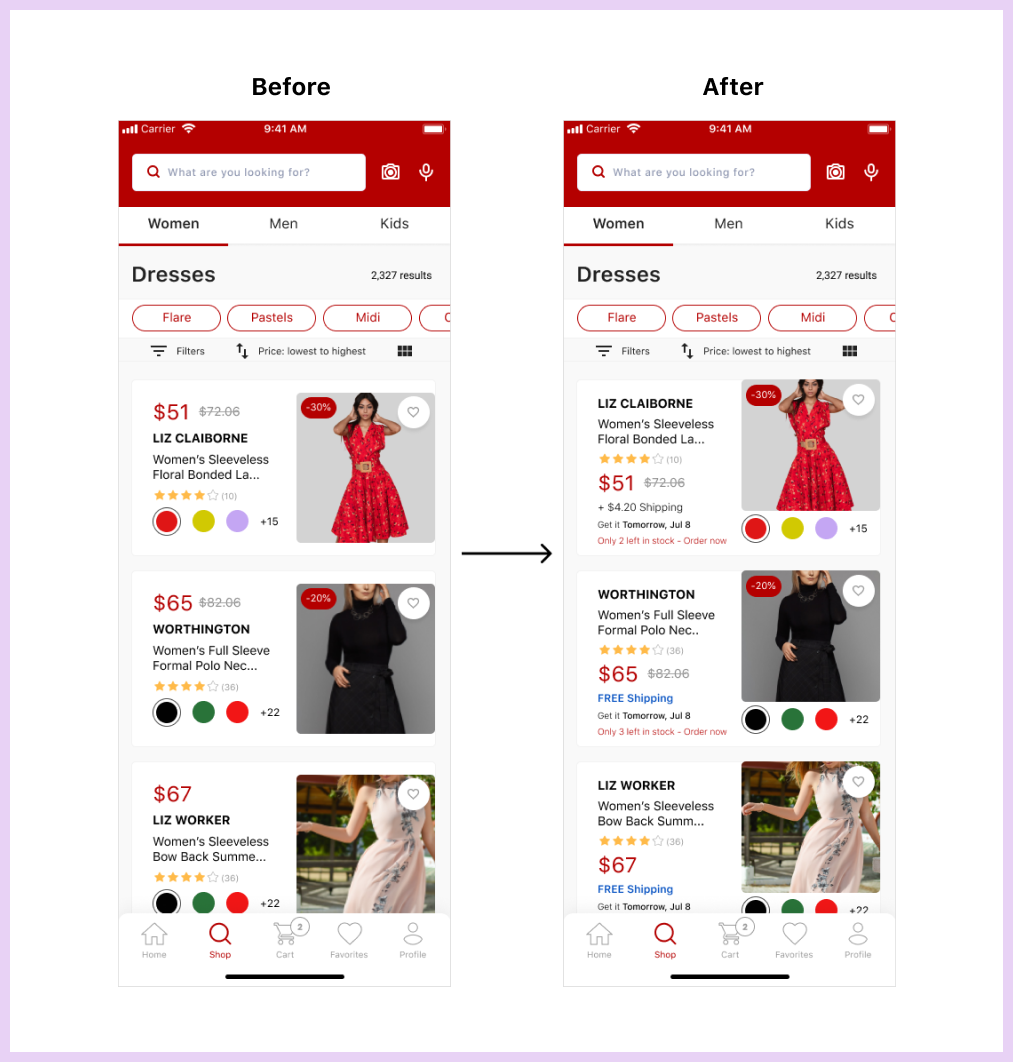 Before
Carrier 9:41 AM
What are you looking for?
Women Men Kids
Dresses 2,327 results
Flare Pastels Midi C
Filters Price: lowest to highest
$51 $72.06
LIZ CLAIBORNE
Women's Sleeveless
Floral Bonded La...
(10)
+15
-30%
$65 $82.06
WORTHINGTON
Women's Full Sleeve
Formal Polo Nec...
(36)
+22
-20%
$67
LIZ WORKER
Women's Sleeveless
Bow Back Summe...
(36)
+22
2
Home Shop Cart Favorites Profile
After
Carrier 9:41 AM
What are you looking for?
Women Men Kids
Dresses 2,327 results
Flare Pastels Midi C
Filters Price: lowest to highest
LIZ CLAIBORNE
Women's Sleeveless
Floral Bonded La...
(10)
$51 $72.06
+ $4.20 Shipping
Get it Tomorrow, Jul 8
Only 2 left in stock - Order now
-30%
+15
WORTHINGTON
Women's Full Sleeve
Formal Polo Nec..
(36)
$65 $82.06
FREE Shipping
Get it Tomorrow, Jul 8
Only 3 left in stock - Order now
-20%
+22
LIZ WORKER
Women's Sleeveless
Bow Back Summ...
(36)
$67
FREE Shipping
Get it Tomorrow, Jul 8
+22
2
Home Shop Cart Favorites Profile